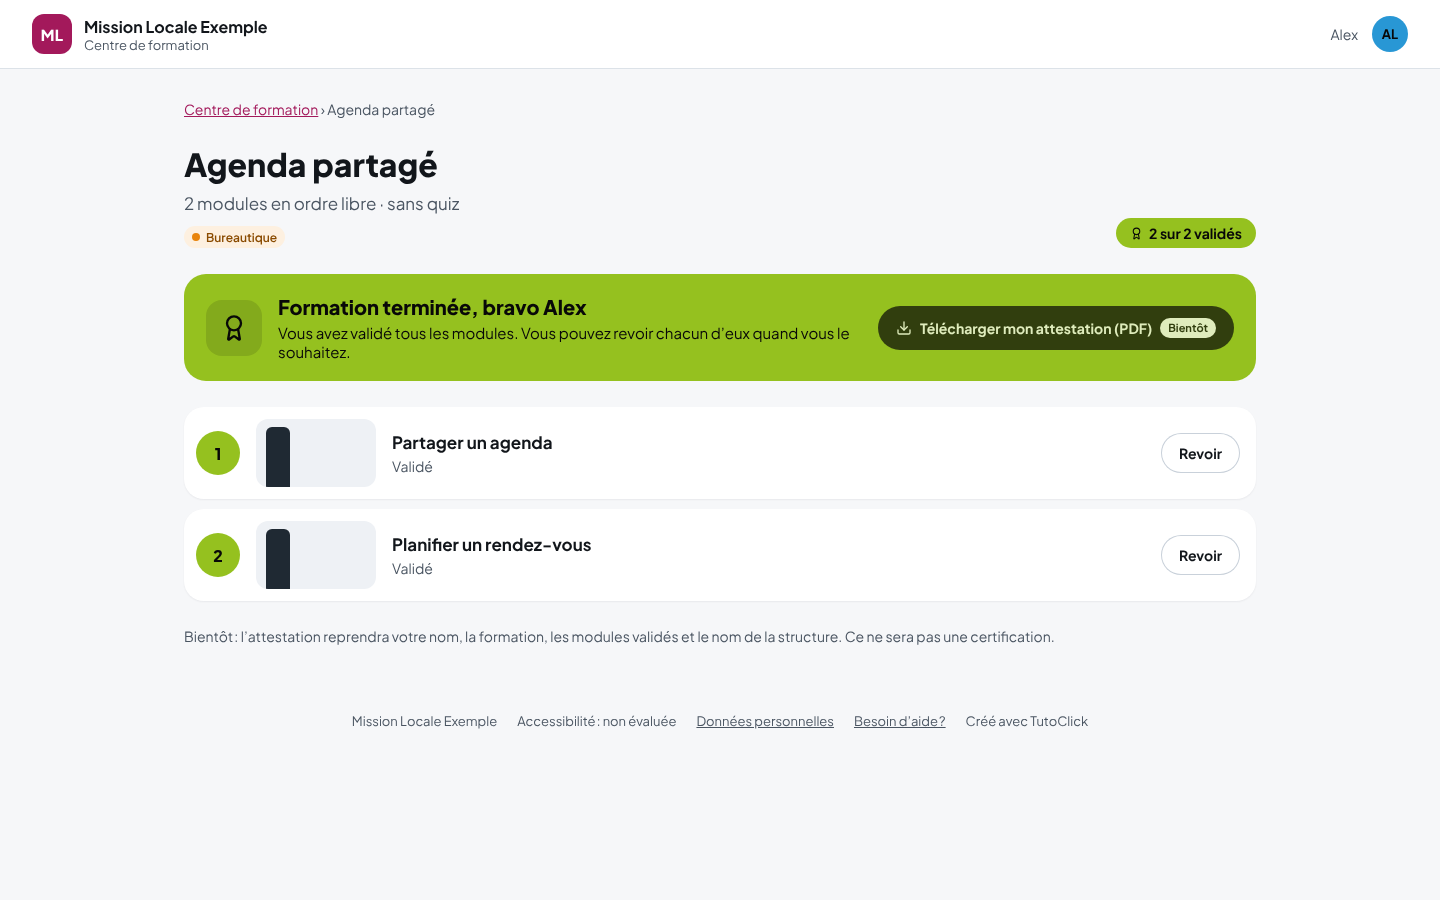 ML
Mission Locale Exemple
Centre de formation
Alex
AL
Centre de formation › Agenda partagé
Agenda partagé
2 modules en ordre libre · sans quiz
Bureautique
2 sur 2 validés
Formation terminée, bravo Alex
Vous avez validé tous les modules. Vous pouvez revoir chacun d'eux quand vous le
souhaitez.
Télécharger mon attestation (PDF)
Bientôt
1
Partager un agenda
Validé
Revoir
2
Planifier un rendez-vous
Validé
Revoir
Bientôt : l'attestation reprendra votre nom, la formation, les modules validés et le nom de la structure. Ce ne sera pas une certification.
Mission Locale Exemple
Accessibilité : non évaluée
Données personnelles
Besoin d'aide ?
Créé avec TutoClick